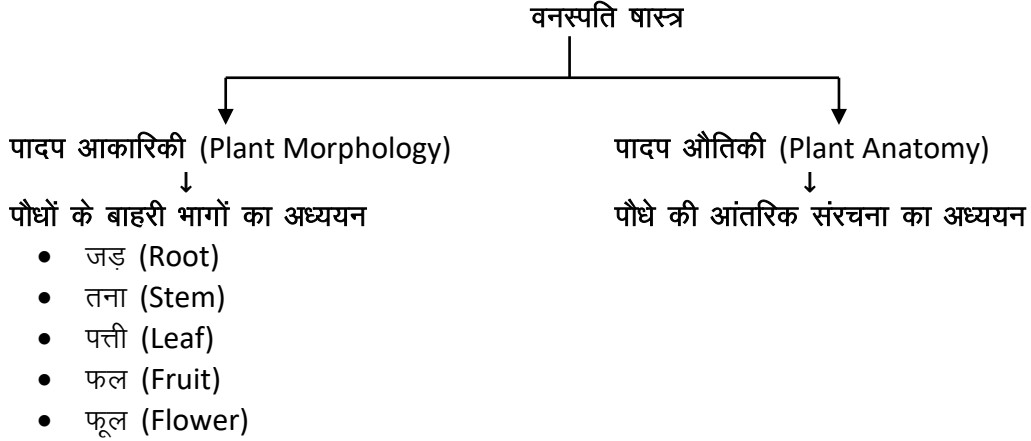 वनस्पति षास्त्र
पादप आकारिकी (Plant Morphology)
↓
पौधों के बाहरी भागों का अध्ययन
• जड़ (Root)
• तना (Stem)
• पत्ती (Leaf)
• फल (Fruit)
• फूल (Flower)
पादप औतिकी (Plant Anatomy)
↓
पौधे की आंतरिक संरचना का अध्ययन